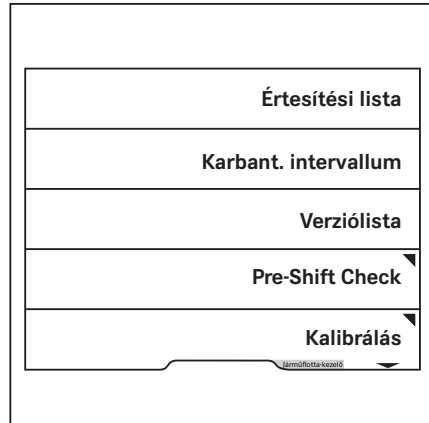 Értesítési lista
Karbant. intervallum
Verziólista
Pre-Shift Check
Kalibrálás
Járműflotta-kezelő